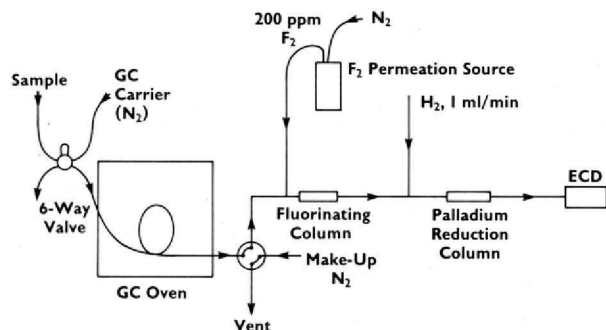 200 ppm
F₂
N₂
F₂ Permeation Source
H₂, 1 ml/min
Sample
GC
Carrier
(N₂)
6-Way
Valve
GC Oven
Fluorinating
Column
Make-Up
N₂
Vent
Palladium
Reduction
Column
ECD